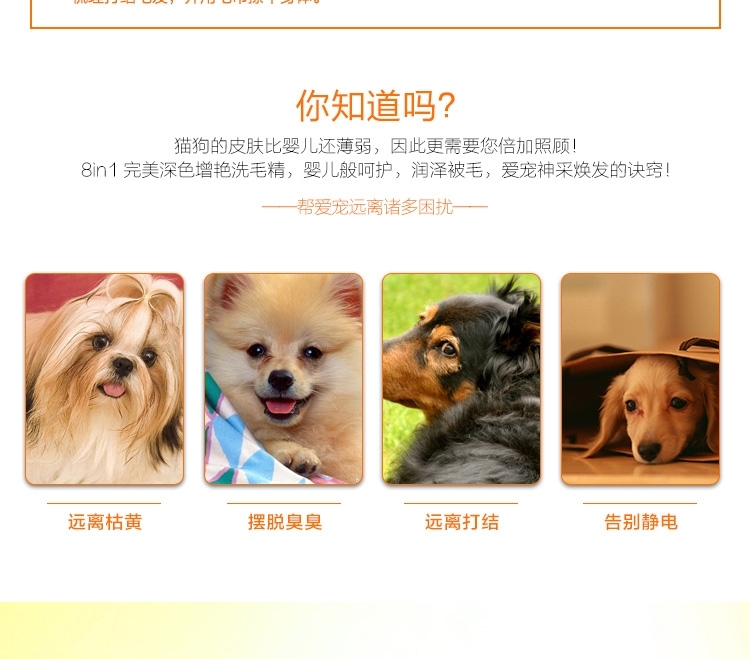 你知道吗?
猫狗的皮肤比婴儿还薄弱，因此更需要您倍加照顾！
8in1 完美深色增艳洗毛精，婴儿般呵护，润泽被毛，爱宠神采焕发的诀窍！
——帮爱宠远离诸多困扰——
远离枯黄
摆脱臭臭
远离打结
告别静电